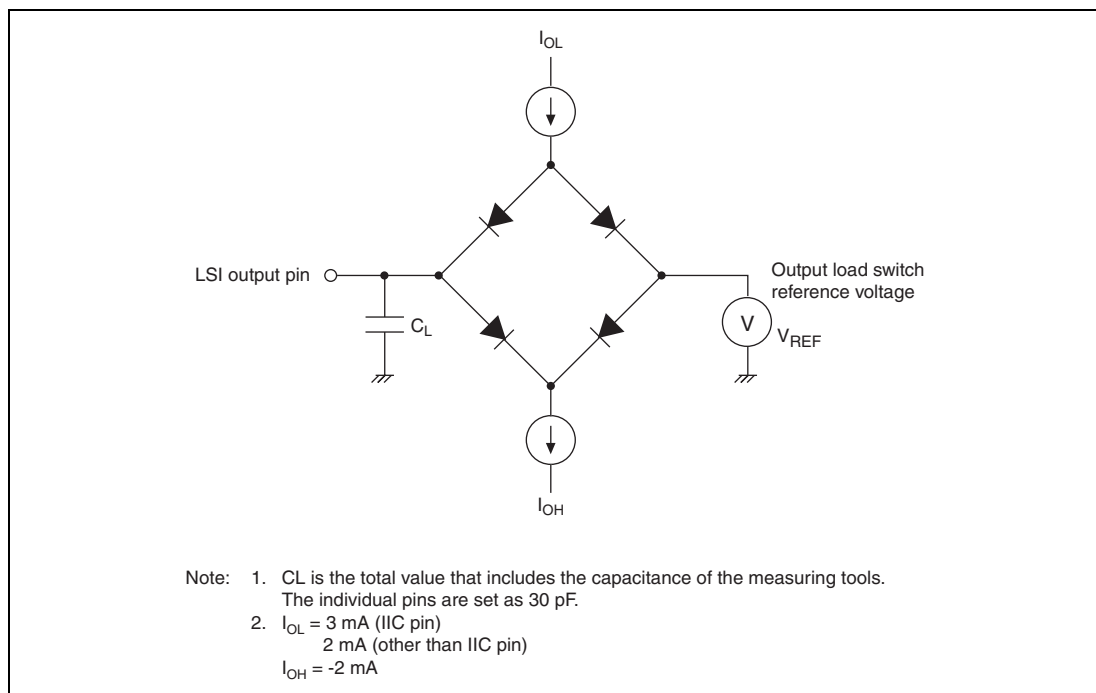 I_OL
LSI output pin
C_L
Output load switch
reference voltage
V
V_REF
I_OH
Note: 1. CL is the total value that includes the capacitance of the measuring tools.
The individual pins are set as 30 pF.
2. I_OL = 3 mA (IIC pin)
2 mA (other than IIC pin)
I_OH = -2 mA